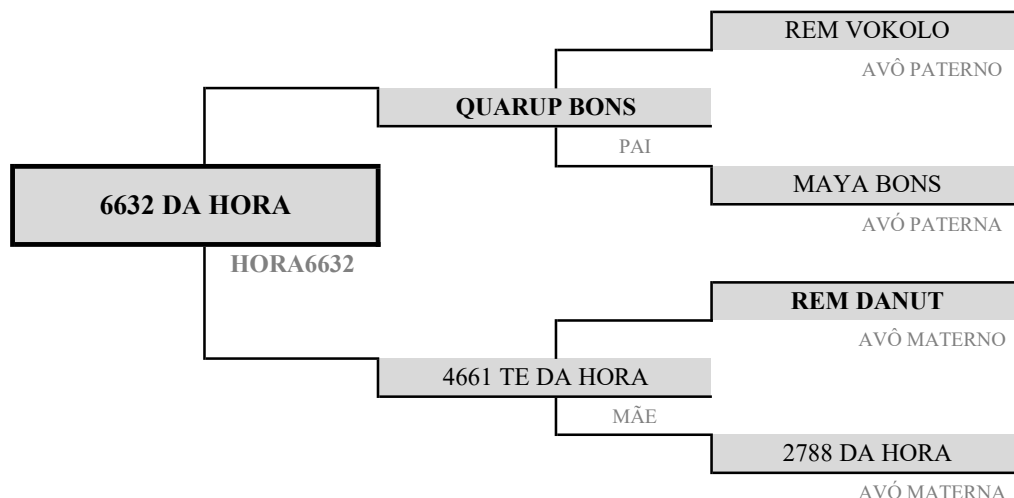 REM VOKOLO
AVÔ PATERNO
QUARUP BONS
PAI
MAYA BONS
AVÓ PATERNA
6632 DA HORA
HORA6632
REM DANUT
AVÔ MATERNO
4661 TE DA HORA
MÃE
2788 DA HORA
AVÓ MATERNA